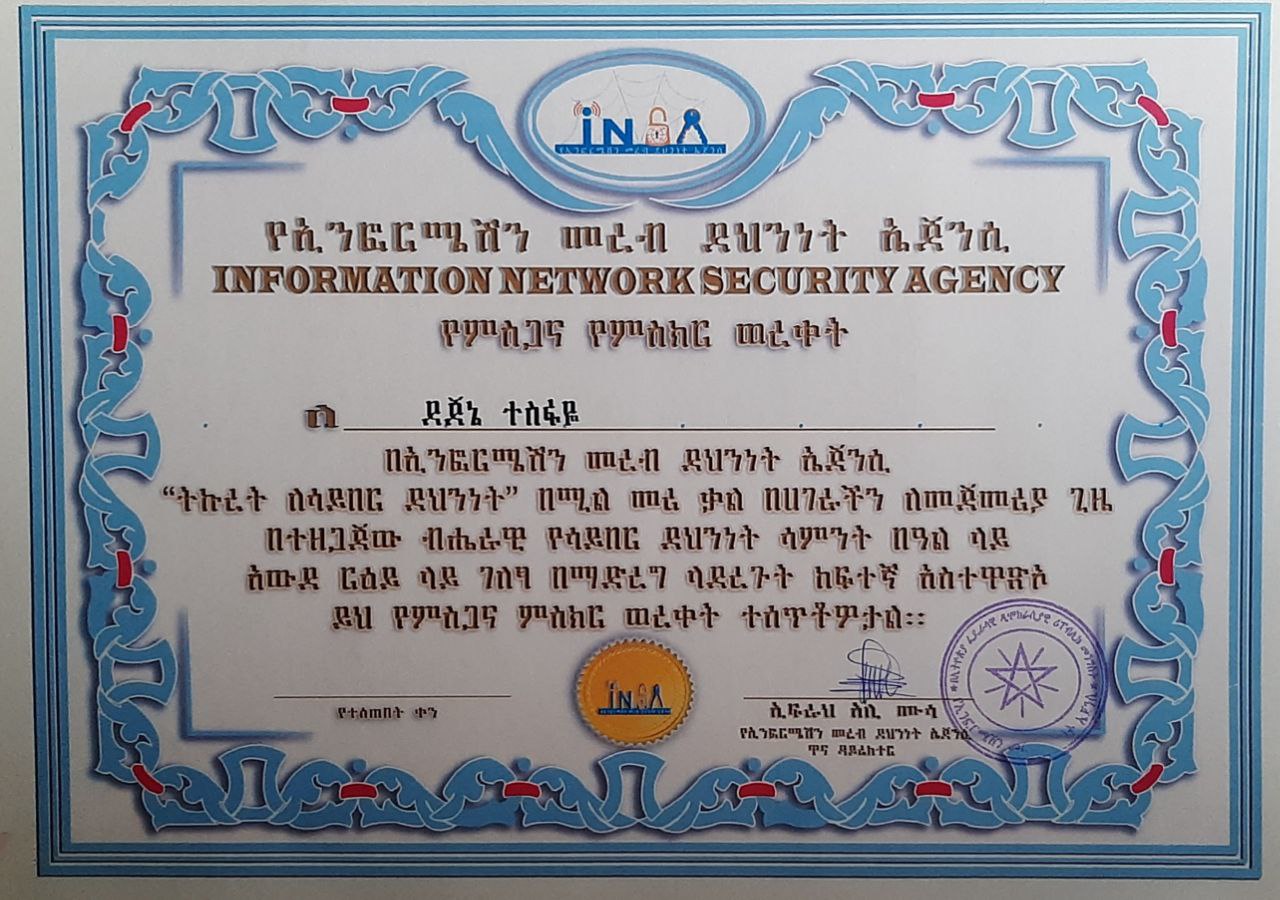 INSA
የኢንፎርሜሽን መረብ ደህንነት ኤጀንሲ
የኢንፎርሜሽን መረብ ደህንነት ኤጀንሲ
INFORMATION NETWORK SECURITY AGENCY
የምስጋና የምስክር ወረቀት
ለ ደጀኔ ተስፋዬ
በኢንፎርሜሽን መረብ ደህንነት ኤጀንሲ
“ትኩረት ለሳይበር ደህንነት” በሚል መሪ ቃል በሀገራችን ለመጀመሪያ ጊዜ
በተዘጋጀው ብሔራዊ የሳይበር ደህንነት ሳምንት በዓል ላይ
አውደ ርዕይ ላይ ገለፃ በማድረግ ላደረጉት ከፍተኛ አስተዋጽኦ
ይህ የምስጋና ምስክር ወረቀት ተሰጥቶዎታል፡፡
INSA
የተሰጠበት ቀን
ኢፍራህ አሊ
የኢንፎርሜሽን መረብ ደህንነት ኤጀንሲ
ዋና ዳይሬክተር